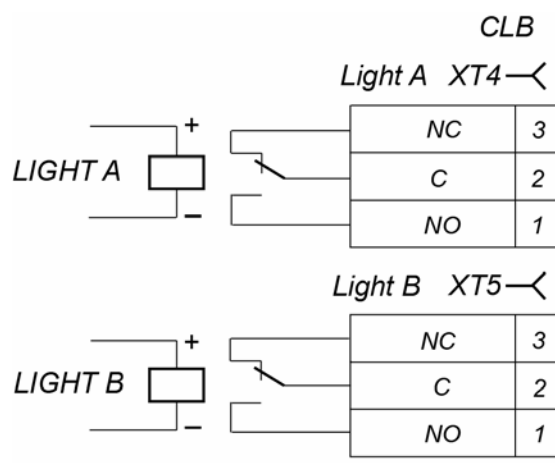 CLB
Light A XT4
+
NC 3
LIGHT A
C 2
–
NO 1
Light B XT5
+
NC 3
LIGHT B
C 2
–
NO 1